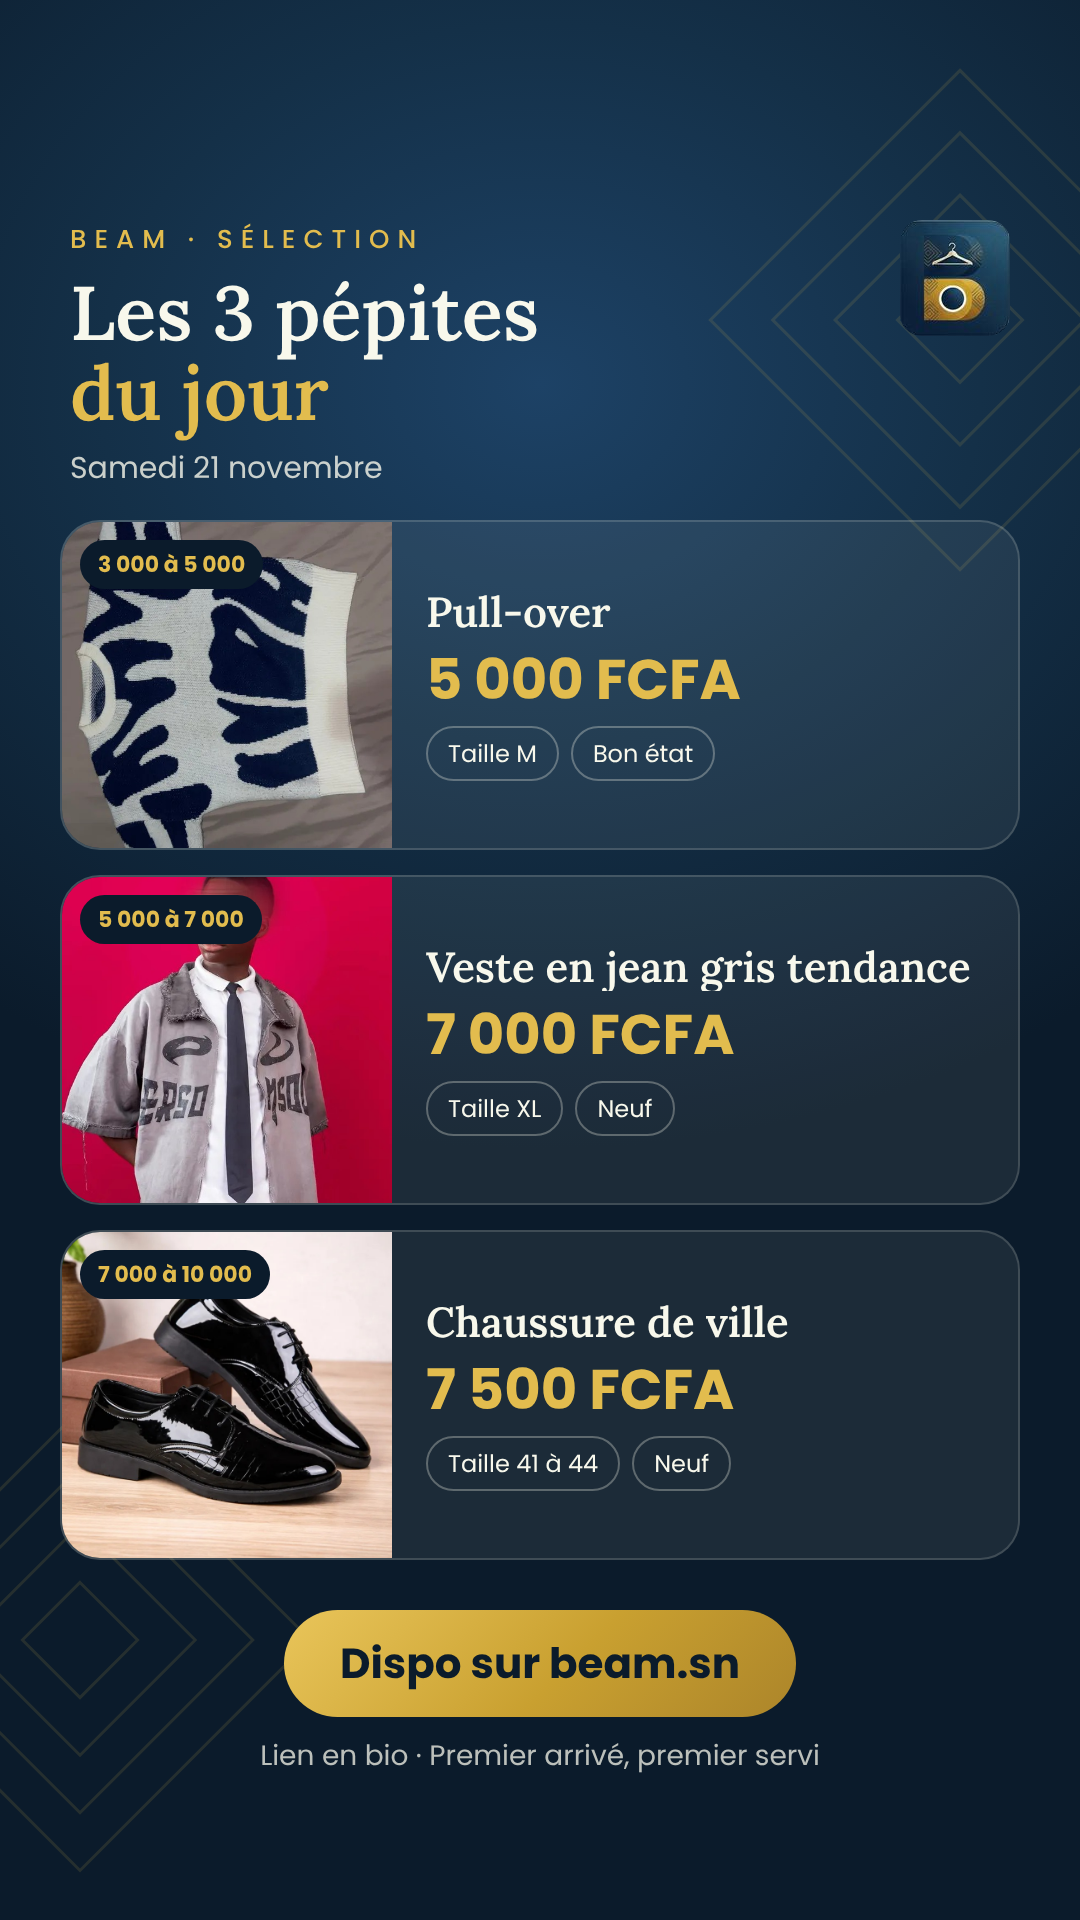 BEAM · SÉLECTION
Les 3 pépites
du jour
Samedi 21 novembre
3 000 à 5 000
Pull-over
5 000 FCFA
Taille M
Bon état
5 000 à 7 000
Veste en jean gris tendance
7 000 FCFA
Taille XL
Neuf
7 000 à 10 000
Chaussure de ville
7 500 FCFA
Taille 41 à 44
Neuf
Dispo sur beam.sn
Lien en bio · Premier arrivé, premier servi